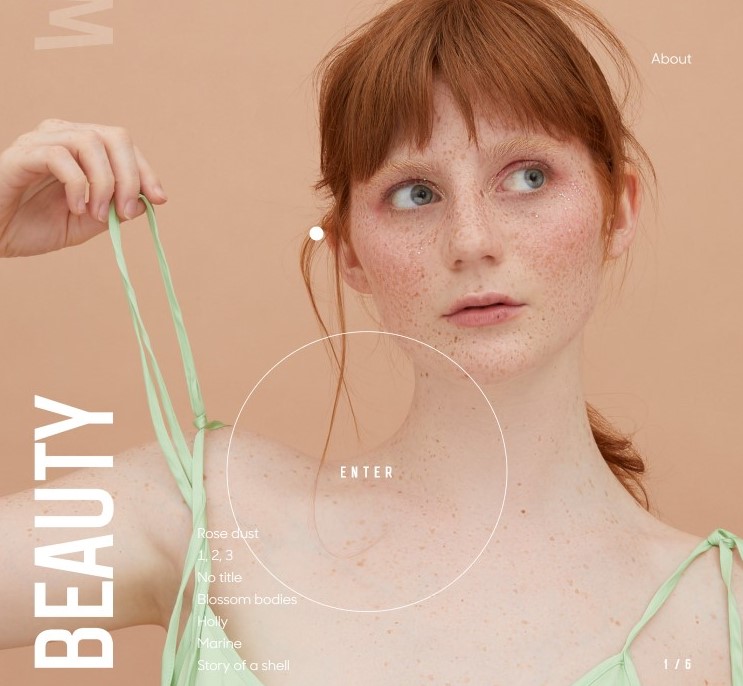 About
BEAUTY
ENTER
Rose dust
1, 2, 3
No title
Blossom bodies
Holly
Marine
Story of a shell
1 / 6